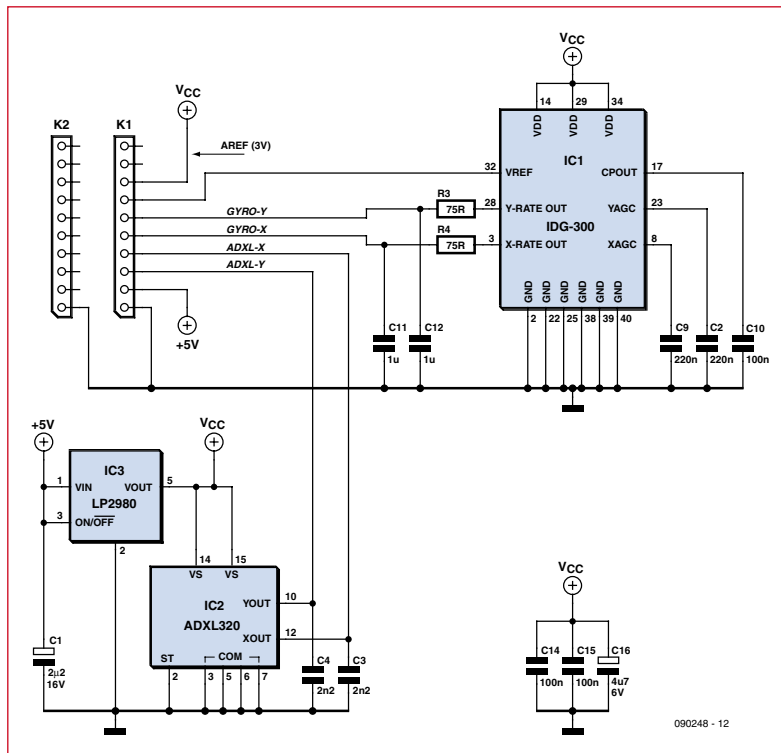 VCC
VCC
14
29
34
K2
K1
VDD
VDD
VDD
AREF (3V)
IC1
32
VREF
CPOUT
17
R3
GYRO-Y
75R
28
Y-RATE OUT
YAGC
23
IDG-300
GYRO-X
R4
75R
3
X-RATE OUT
XAGC
8
ADXL-X
ADXL-Y
GND
GND
GND
GND
GND
GND
2
22
25
38
39
40
+5V
C11
1u
C12
1u
C9
220n
C2
220n
C10
100n
+5V
VCC
IC3
1
VIN
VOUT
5
LP2980
3
ON/OFF
2
14
15
VS
VS
VCC
IC2
YOUT
10
ADXL320
XOUT
12
C1
2µ2
16V
ST
COM
2
3
5
6
7
C4
2n2
C3
2n2
C14
100n
C15
100n
C16
4u7
6V
090248 - 12